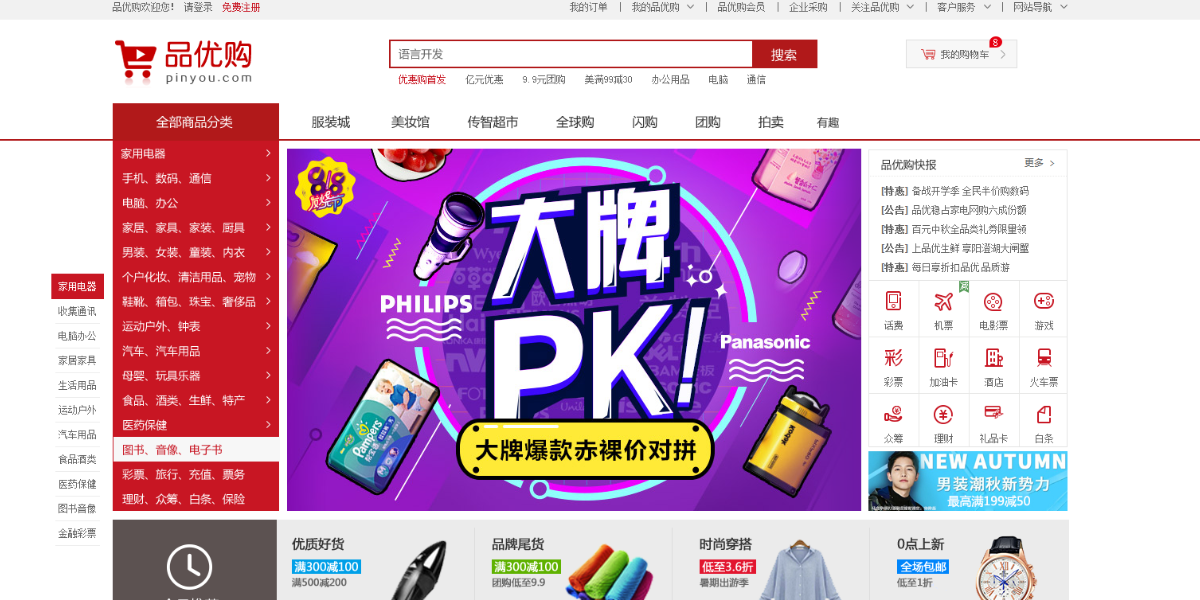 品优购欢迎您! 请登录 免费注册
我的订单 我的品优购 品优购会员 企业采购 关注品优购 客户服务 网站导航
品优购
pinyou.com
语言开发 搜索
优惠购首发 亿元优惠 9.9元团购 美满99减30 办公用品 电脑 通信
我的购物车 8
全部商品分类 服装城 美妆馆 传智超市 全球购 闪购 团购 拍卖 有趣
家用电器
手机、数码、通信
电脑、办公
家居、家具、家装、厨具
男装、女装、童装、内衣
个户化妆、清洁用品、宠物
鞋靴、箱包、珠宝、奢侈品
运动户外、钟表
汽车、汽车用品
母婴、玩具乐器
食品、酒类、生鲜、特产
医药保健
图书、音像、电子书
彩票、旅行、充值、票务
理财、众筹、白条、保险
家用电器
收集通讯
电脑办公
家居家具
生活用品
运动户外
汽车用品
食品酒类
医药保健
图书音像
金融彩票
大牌
PK!
PHILIPS
Panasonic
Pampers
大牌爆款赤裸价对拼
品优购快报 更多
[特惠] 备战开学季 全民半价购数码
[公告] 品优稳占家电网购六成份额
[特惠] 百元中秋全品类礼券限量领
[公告] 上品优生鲜 享阳澄湖大闸蟹
[特惠] 每日享折扣品优品质游
话费 机票 电影票 游戏
彩票 加油卡 酒店 火车票
众筹 理财 礼品卡 白条
NEW AUTUMN
男装潮秋新势力
最高满199减50
优质好货
满300减100
满500减200
品牌尾货
满300减100
团购低至9.9
时尚穿搭
低至3.6折
暑期出游季
0点上新
全场包邮
低至1折